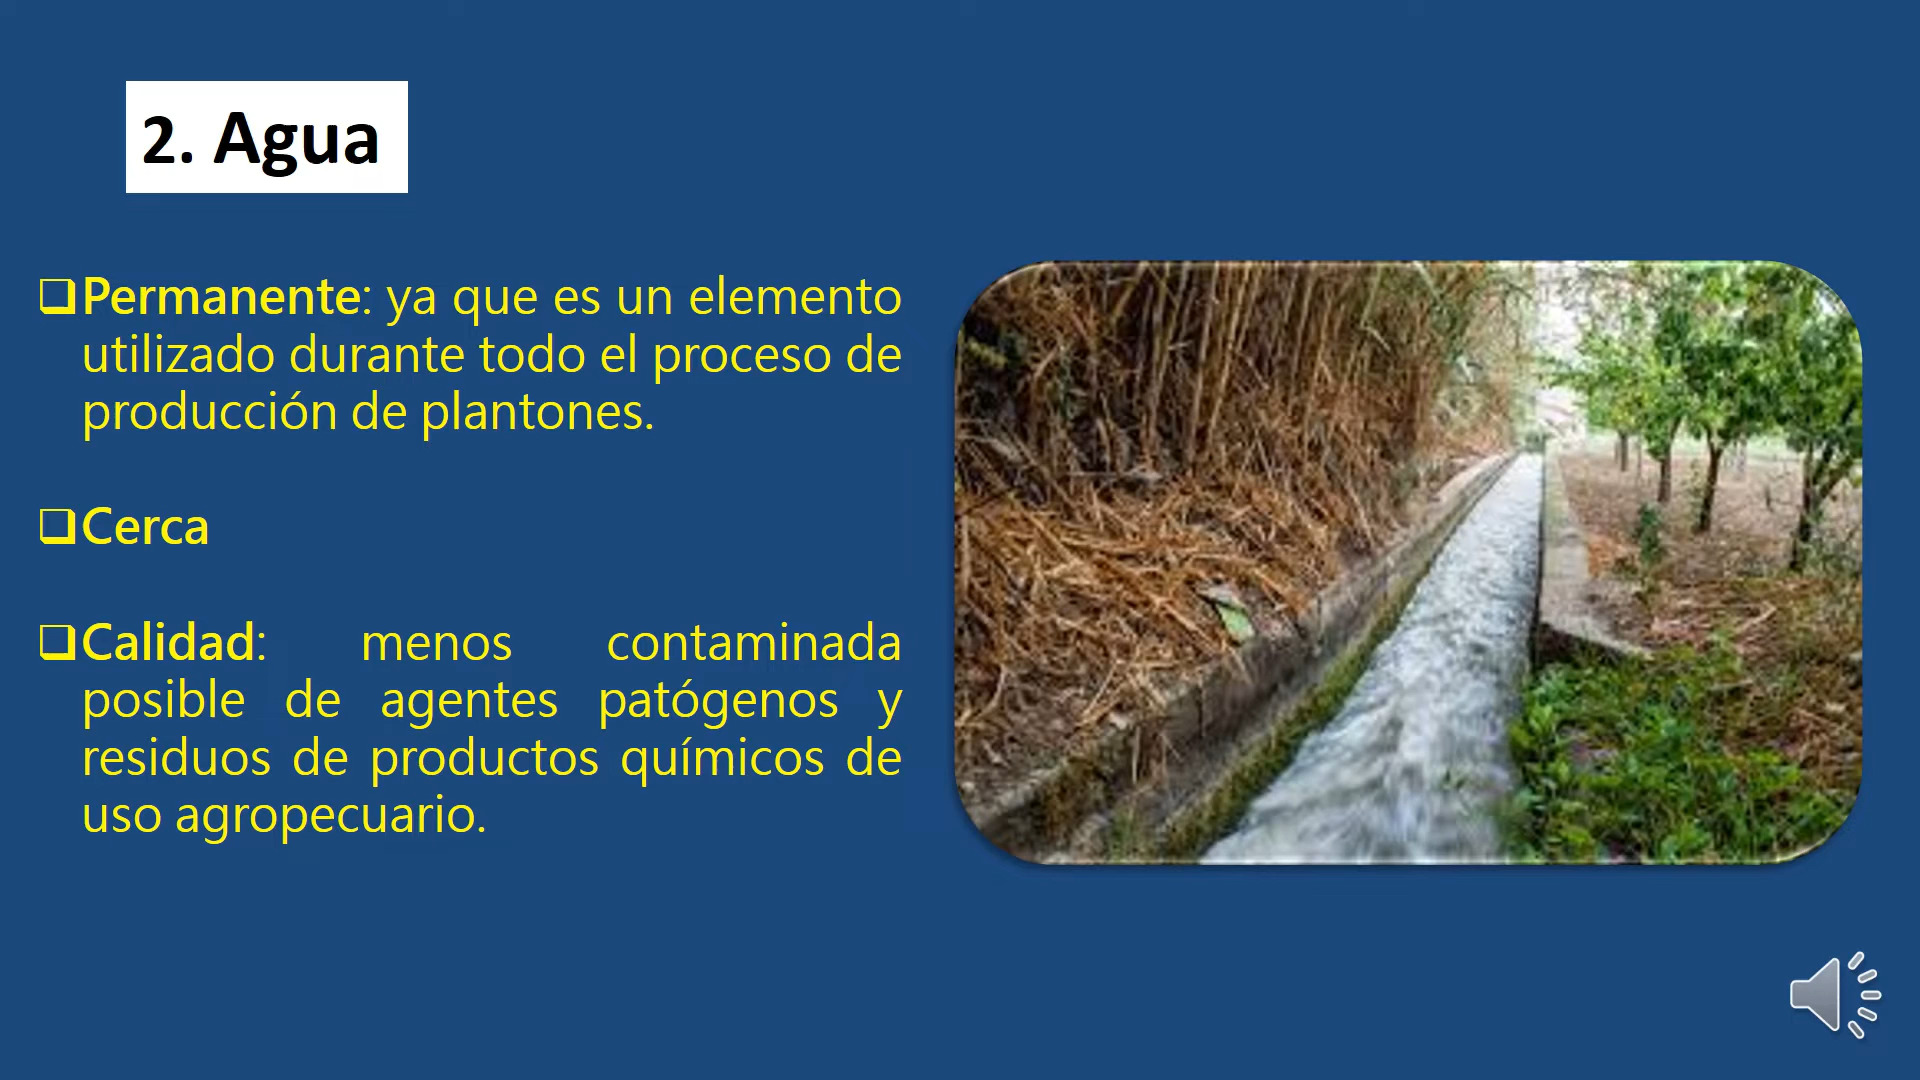 2. Agua
❑Permanente: ya que es un elemento
utilizado durante todo el proceso de
producción de plantones.
❑Cerca
❑Calidad: menos contaminada
posible de agentes patógenos y
residuos de productos químicos de
uso agropecuario.